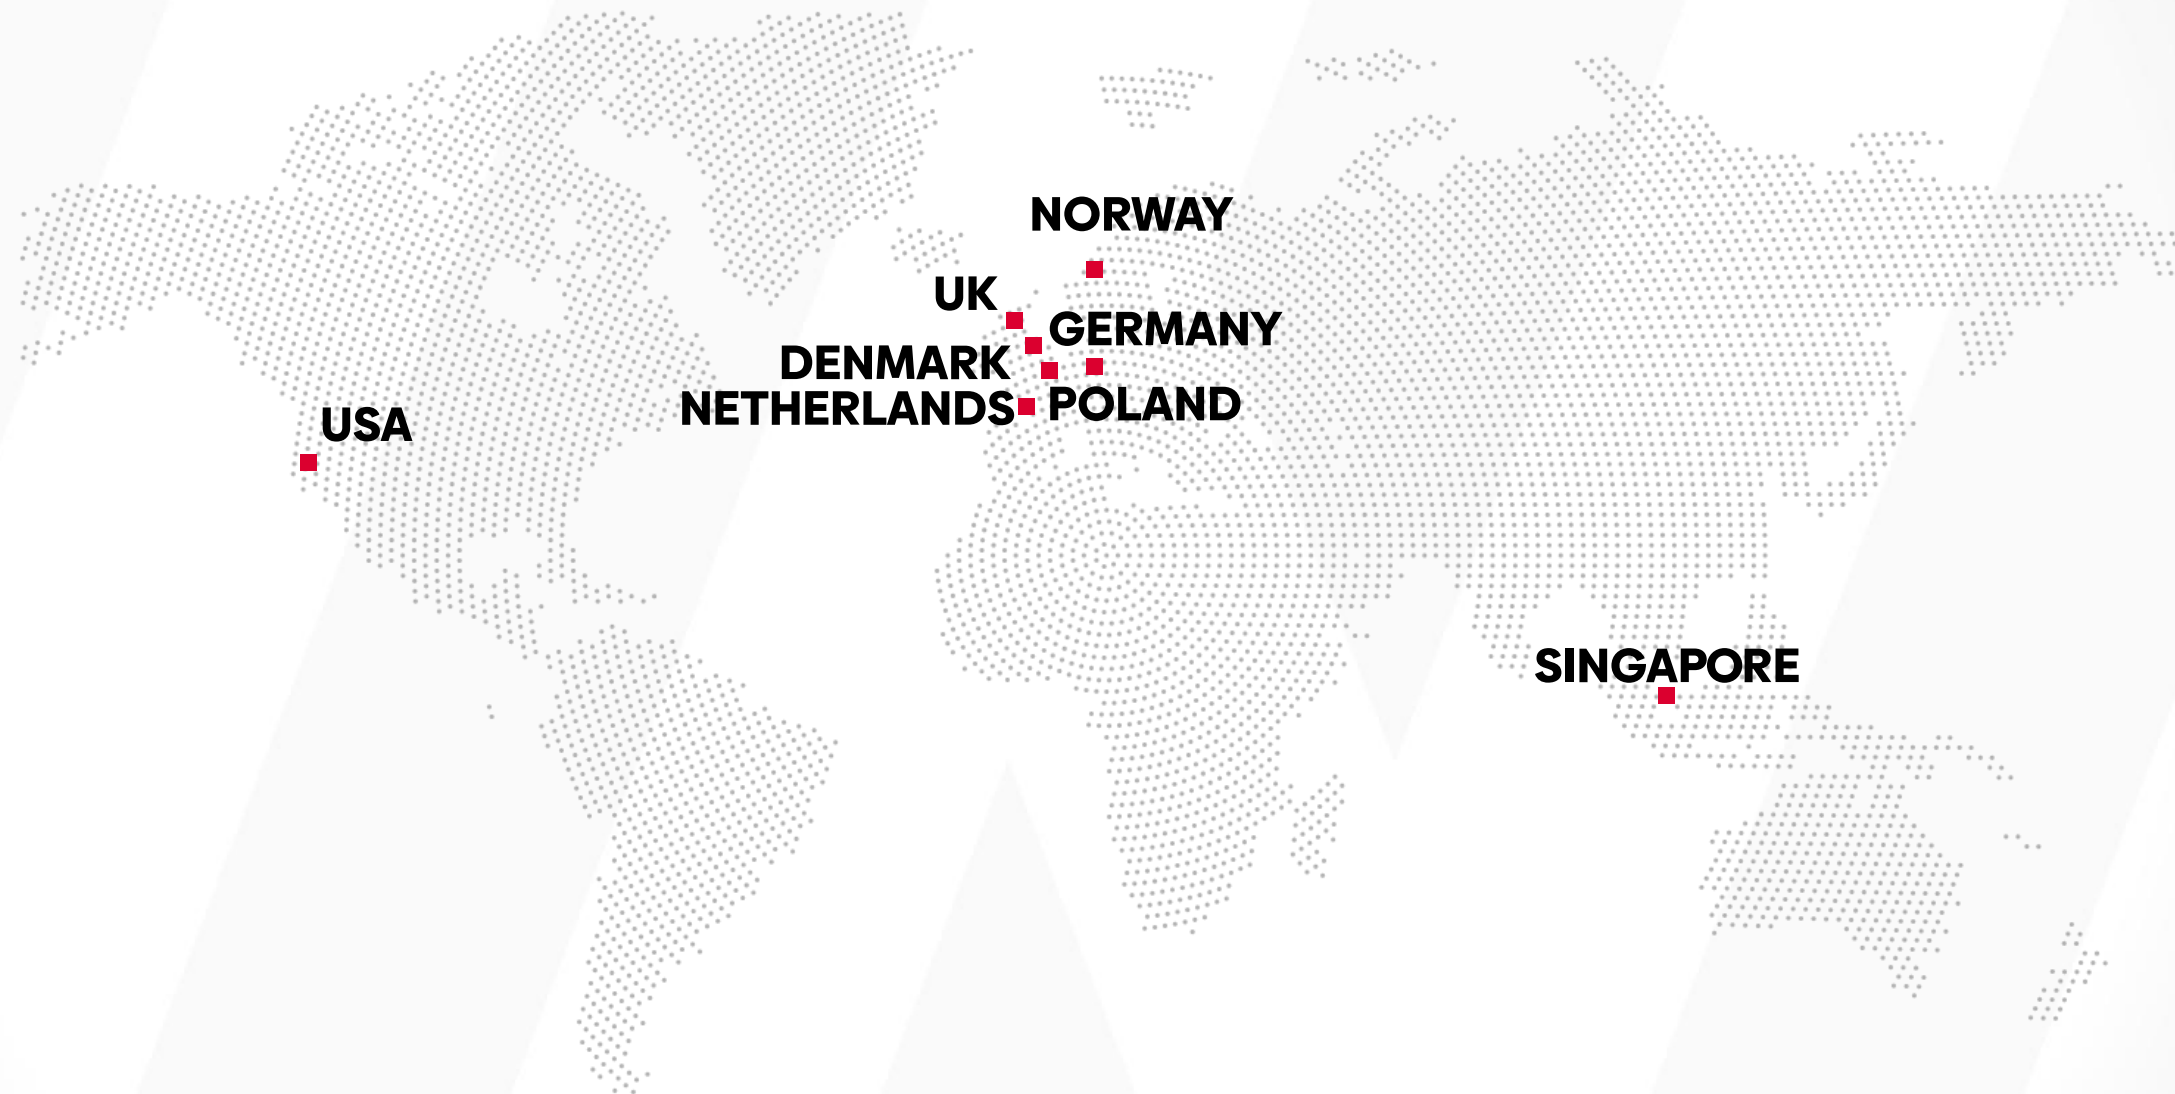 NORWAY
UK
GERMANY
DENMARK
NETHERLANDS
POLAND
USA
SINGAPORE